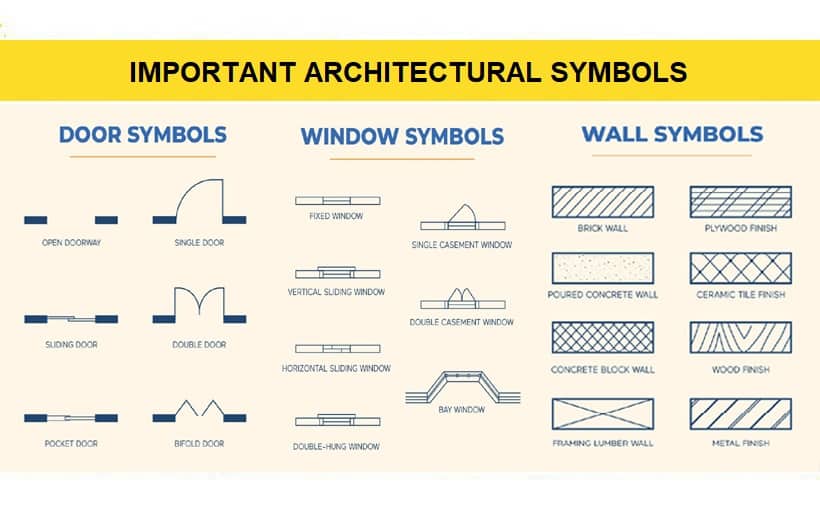 IMPORTANT ARCHITECTURAL SYMBOLS
DOOR SYMBOLS
OPEN DOORWAY
SINGLE DOOR
SLIDING DOOR
DOUBLE DOOR
POCKET DOOR
BIFOLD DOOR
WINDOW SYMBOLS
FIXED WINDOW
SINGLE CASEMENT WINDOW
VERTICAL SLIDING WINDOW
DOUBLE CASEMENT WINDOW
HORIZONTAL SLIDING WINDOW
BAY WINDOW
DOUBLE-HUNG WINDOW
WALL SYMBOLS
BRICK WALL
PLYWOOD FINISH
POURED CONCRETE WALL
CERAMIC TILE FINISH
CONCRETE BLOCK WALL
WOOD FINISH
FRAMING LUMBER WALL
METAL FINISH